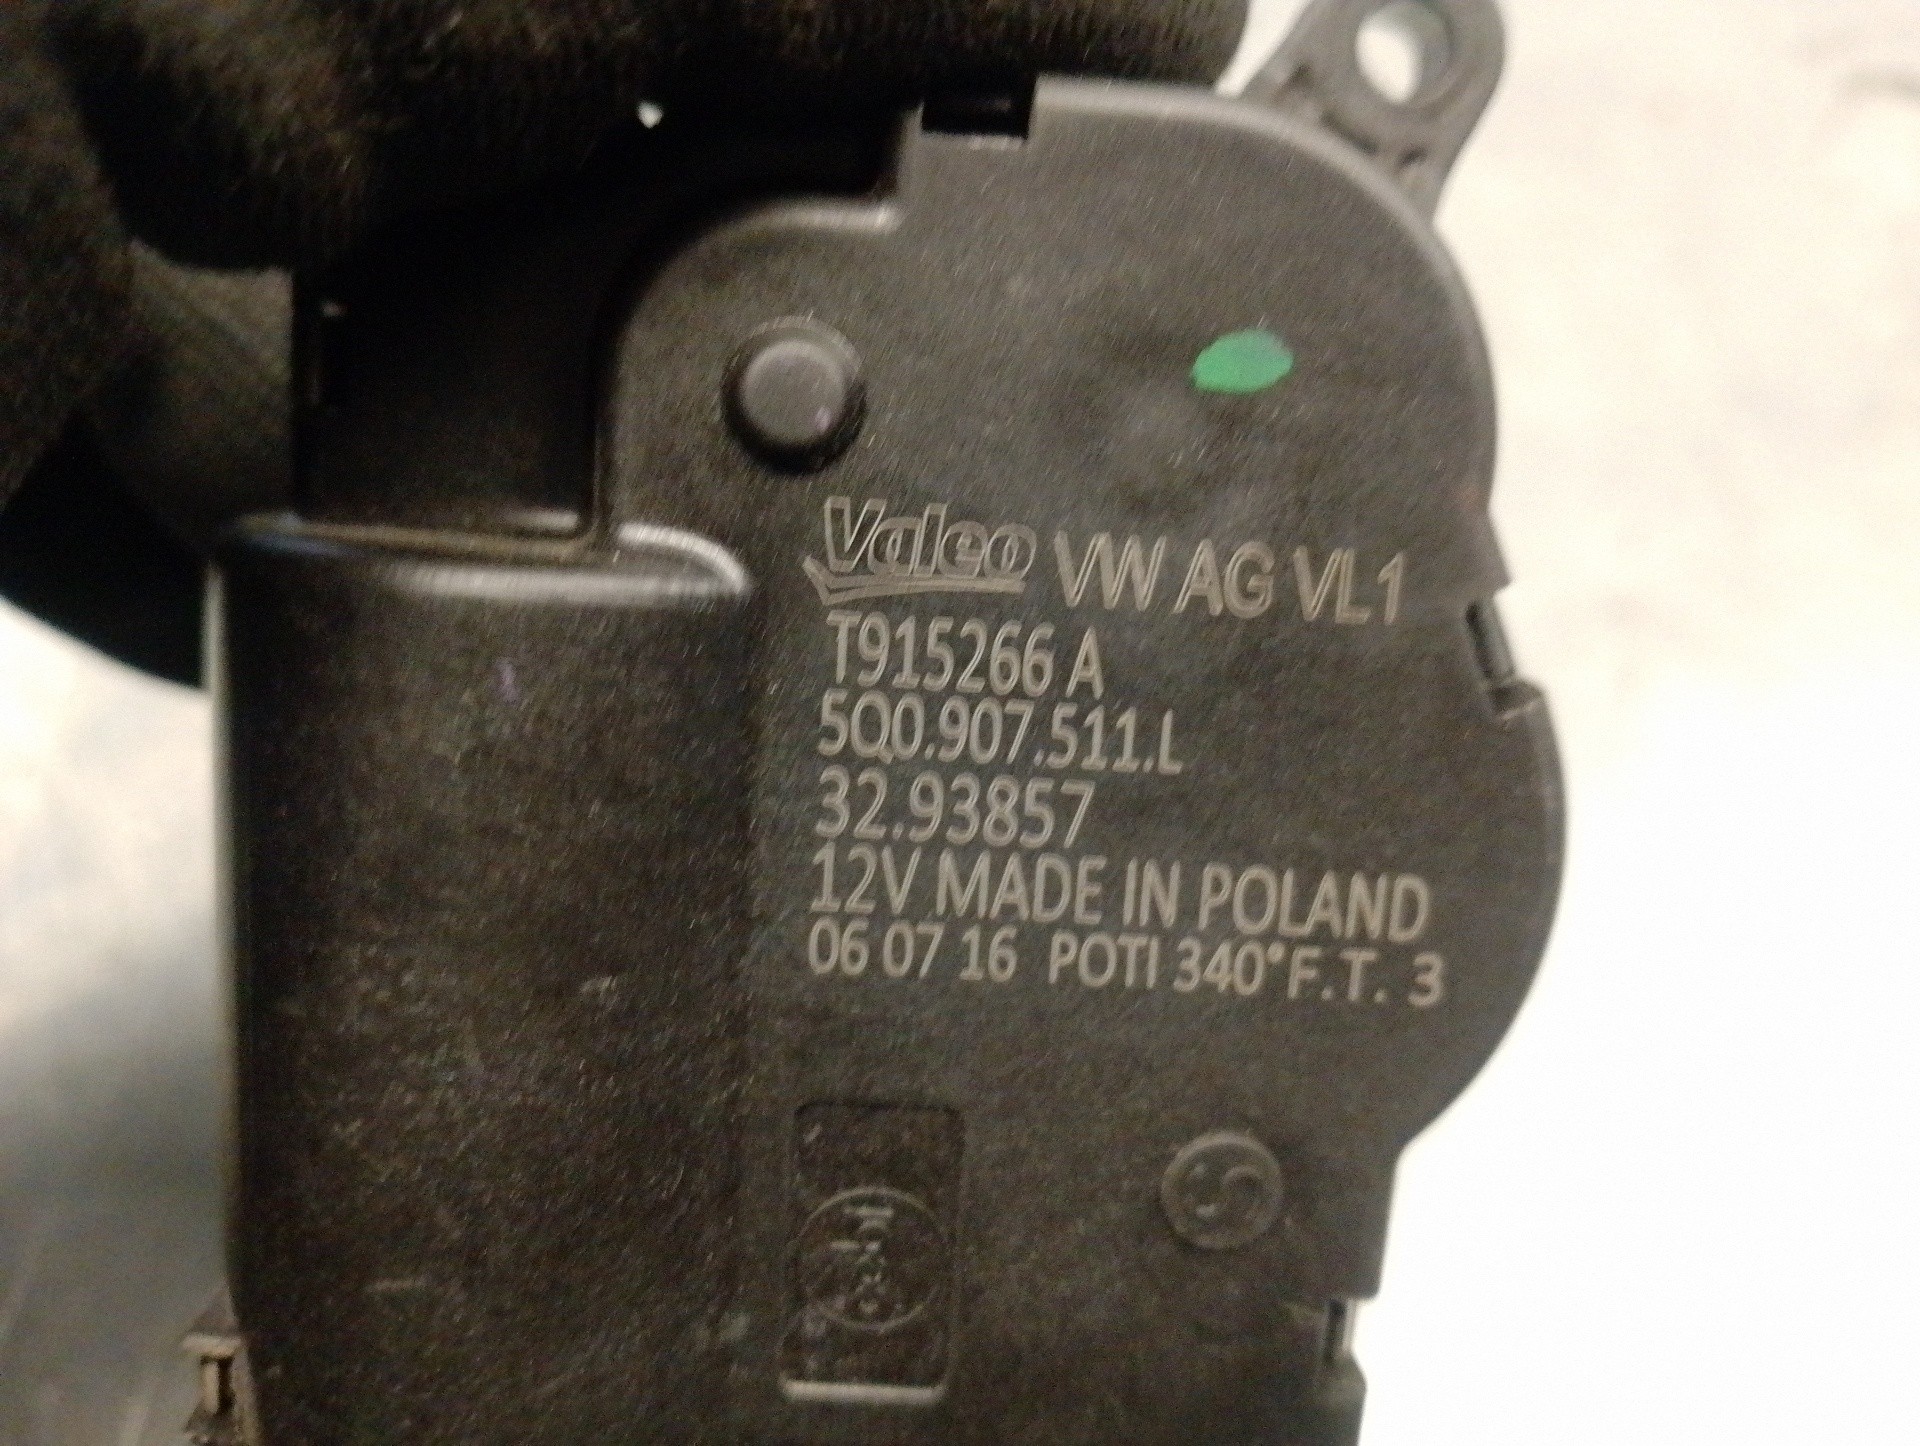 Valeo VW AG VL1
T915266 A
5Q0.907.511.L
32.93857
12V MADE IN POLAND
06 07 16 POTI 340° F.T. 3